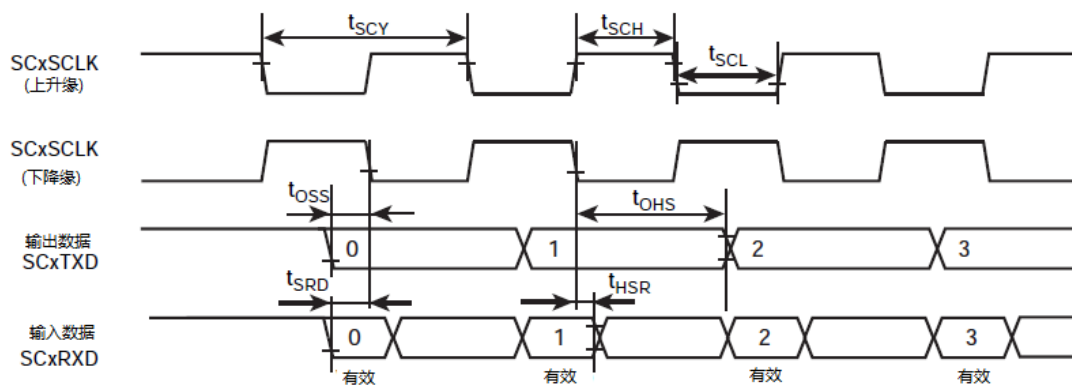 tSCY
tSCH
tSCL
SCxSCLK
(上升缘)
SCxSCLK
(下降缘)
tOSS
tOHS
输出数据
SCxTXD
0
1
2
3
tSRD
tHSR
输入数据
SCxRXD
0
1
2
3
有效
有效
有效
有效